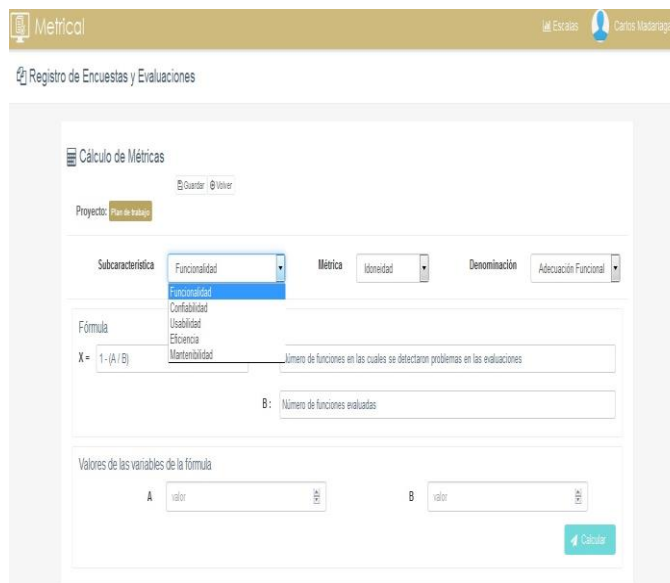 Metrical
Escalas Carlos Madariaga
Registro de Encuestas y Evaluaciones
Cálculo de Métricas
Guardar Volver
Proyecto: Plan de trabajo
Subcaracterística Funcionalidad Métrica Idoneidad Denominación Adecuación Funcional
Funcionalidad
Confiabilidad
Usabilidad
Eficiencia
Mantenibilidad
Fórmula
X = 1 - (A / B) Número de funciones en las cuales se detectaron problemas en las evaluaciones
B : Número de funciones evaluadas
Valores de las variables de la fórmula
A valor B valor
Calcular